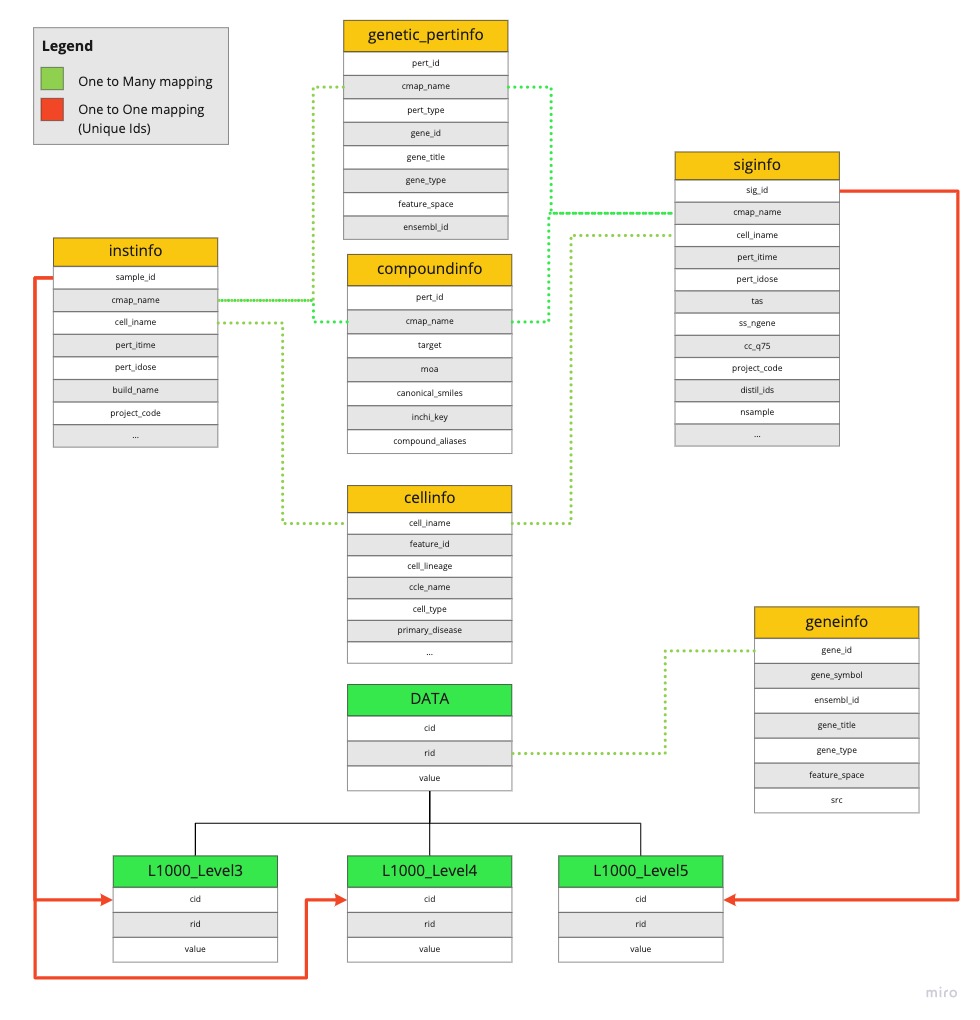 Legend
One to Many mapping
One to One mapping
(Unique Ids)
genetic_pertinfo
pert_id
cmap_name
pert_type
gene_id
gene_title
gene_type
feature_space
ensembl_id
siginfo
sig_id
cmap_name
cell_iname
pert_itime
pert_idose
tas
ss_ngene
cc_q75
project_code
distil_ids
nsample
...
instinfo
sample_id
cmap_name
cell_iname
pert_itime
pert_idose
build_name
project_code
...
compoundinfo
pert_id
cmap_name
target
moa
canonical_smiles
inchi_key
compound_aliases
cellinfo
cell_iname
feature_id
cell_lineage
ccle_name
cell_type
primary_disease
...
geneinfo
gene_id
gene_symbol
ensembl_id
gene_title
gene_type
feature_space
src
DATA
cid
rid
value
L1000_Level3
cid
rid
value
L1000_Level4
cid
rid
value
L1000_Level5
cid
rid
value
miro